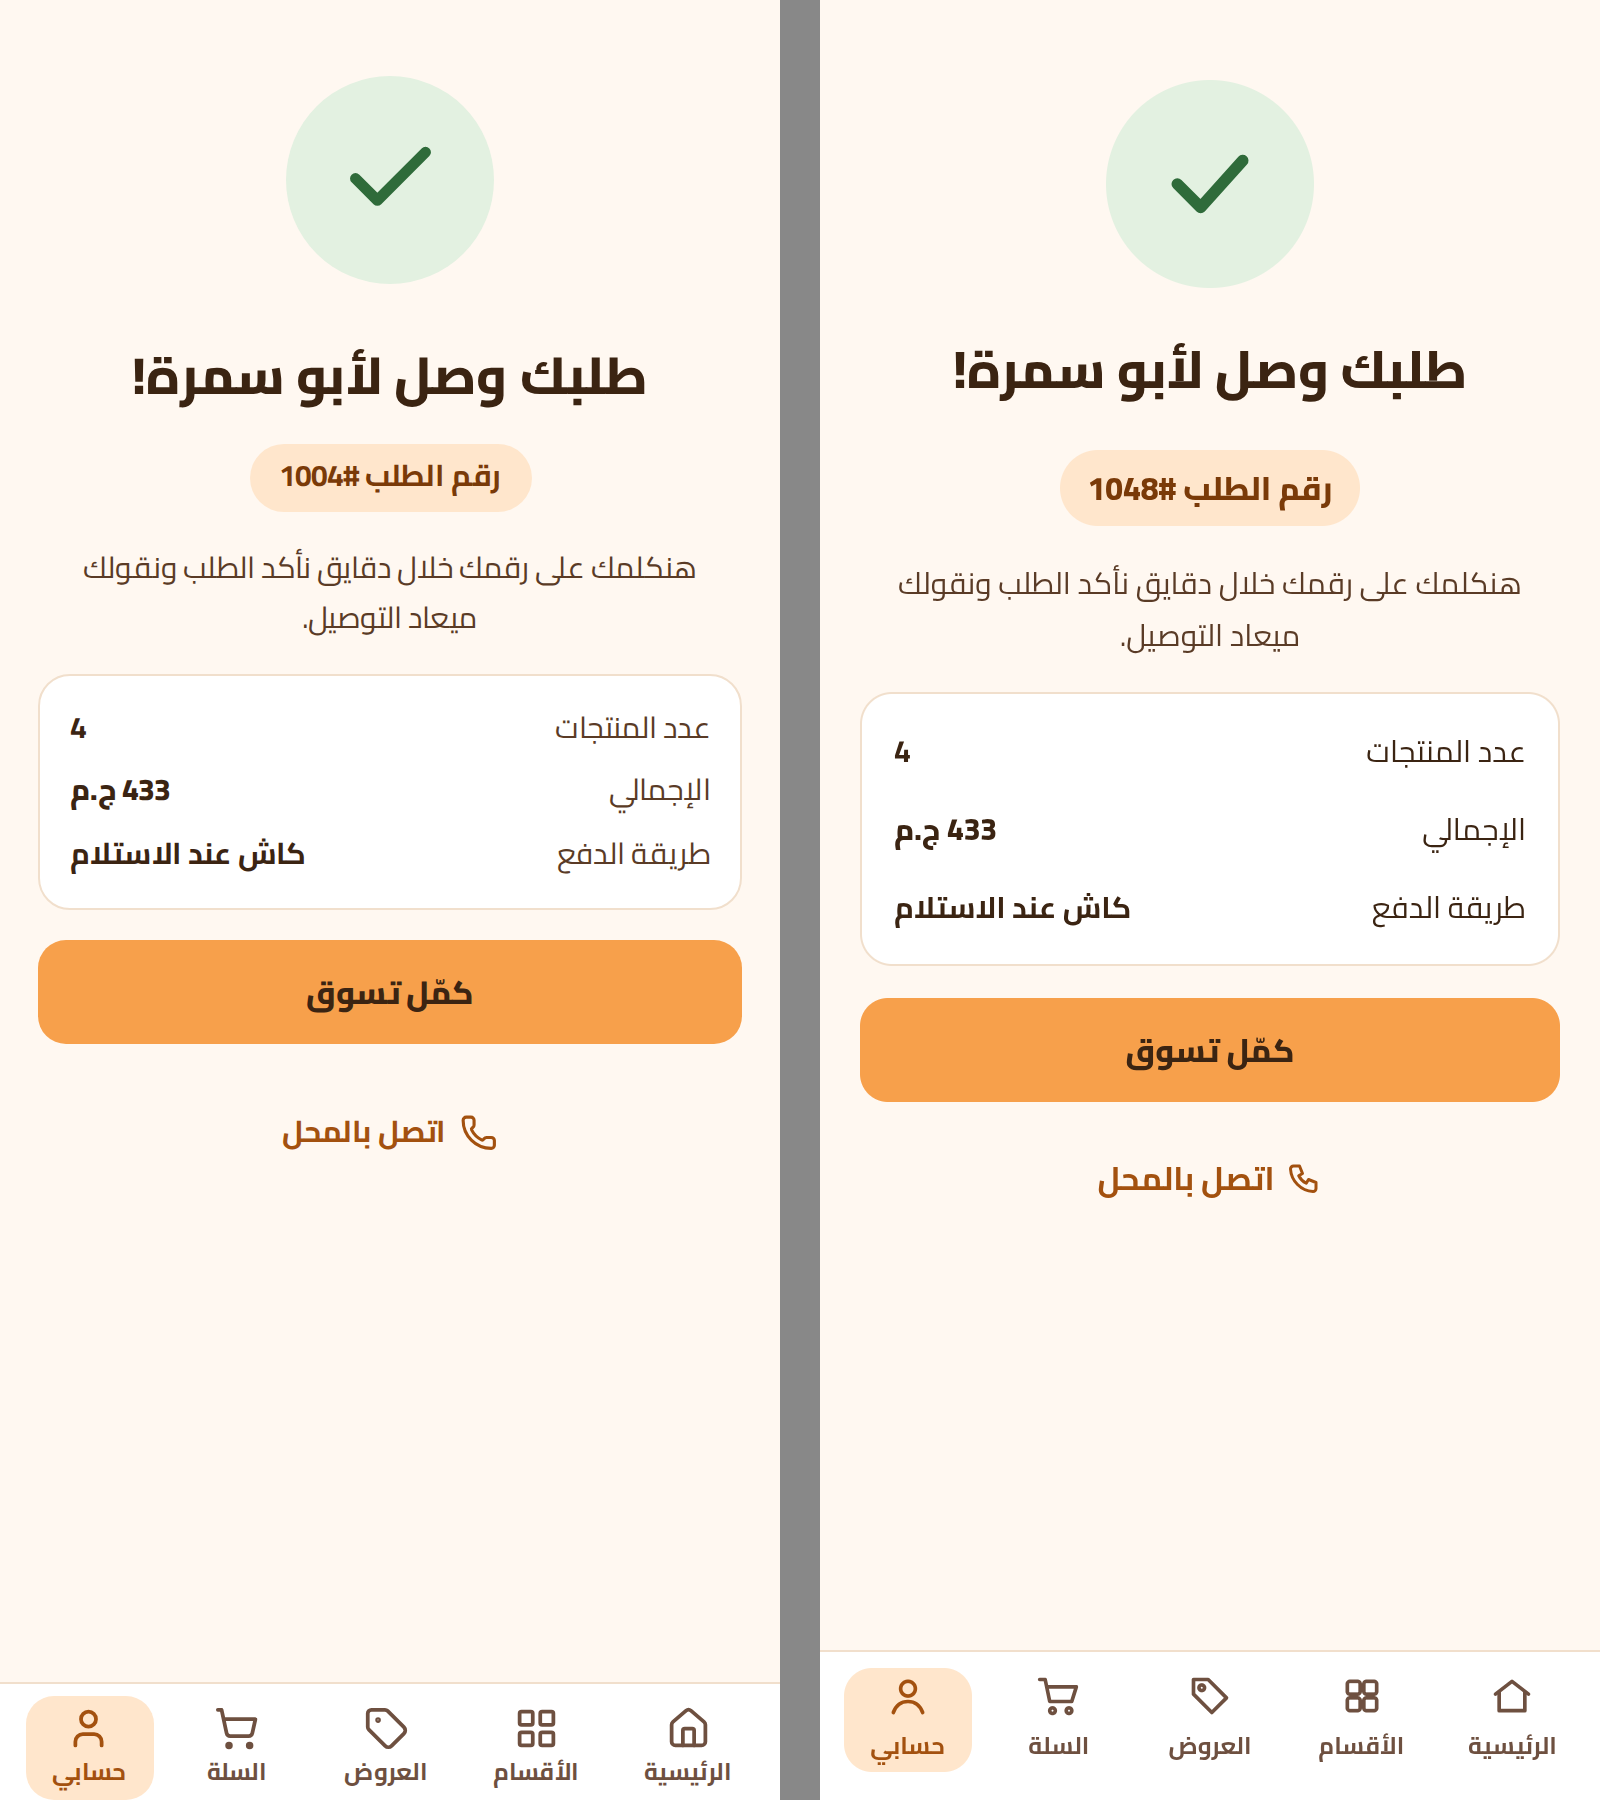 طلبك وصل لأبو سمرة!
رقم الطلب #1004
هنكلمك على رقمك خلال دقايق نأكد الطلب ونقولك
ميعاد التوصيل.
عدد المنتجات 4
الإجمالي 433 ج.م
طريقة الدفع كاش عند الاستلام
كمّل تسوق
اتصل بالمحل
الرئيسية الأقسام العروض السلة حسابي
طلبك وصل لأبو سمرة!
رقم الطلب #1048
هنكلمك على رقمك خلال دقايق نأكد الطلب ونقولك
ميعاد التوصيل.
عدد المنتجات 4
الإجمالي 433 ج.م
طريقة الدفع كاش عند الاستلام
كمّل تسوق
اتصل بالمحل
الرئيسية الأقسام العروض السلة حسابي